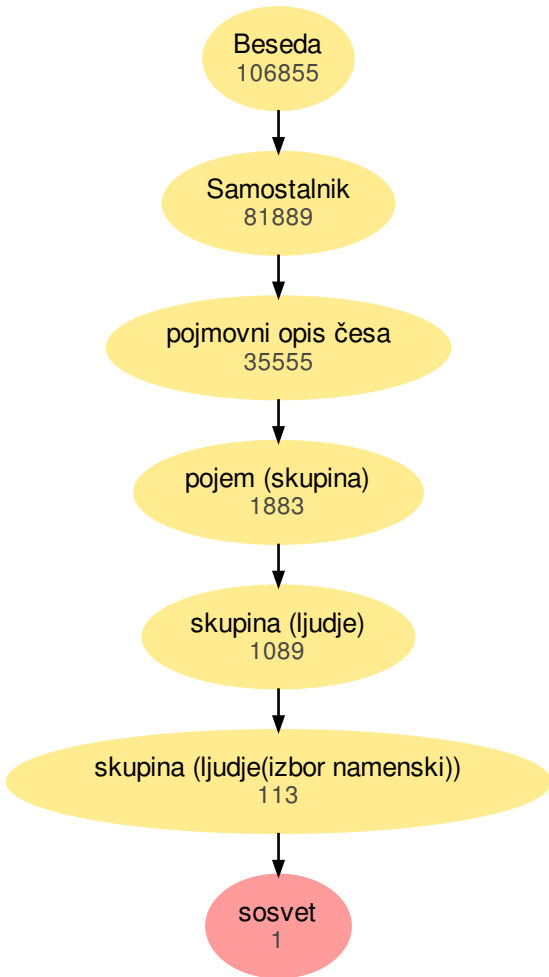 Beseda
106855
Samostalnik
81889
pojmovni opis česa
35555
pojem (skupina)
1883
skupina (ljudje)
1089
skupina (ljudje(izbor namenski))
113
sosvet
1